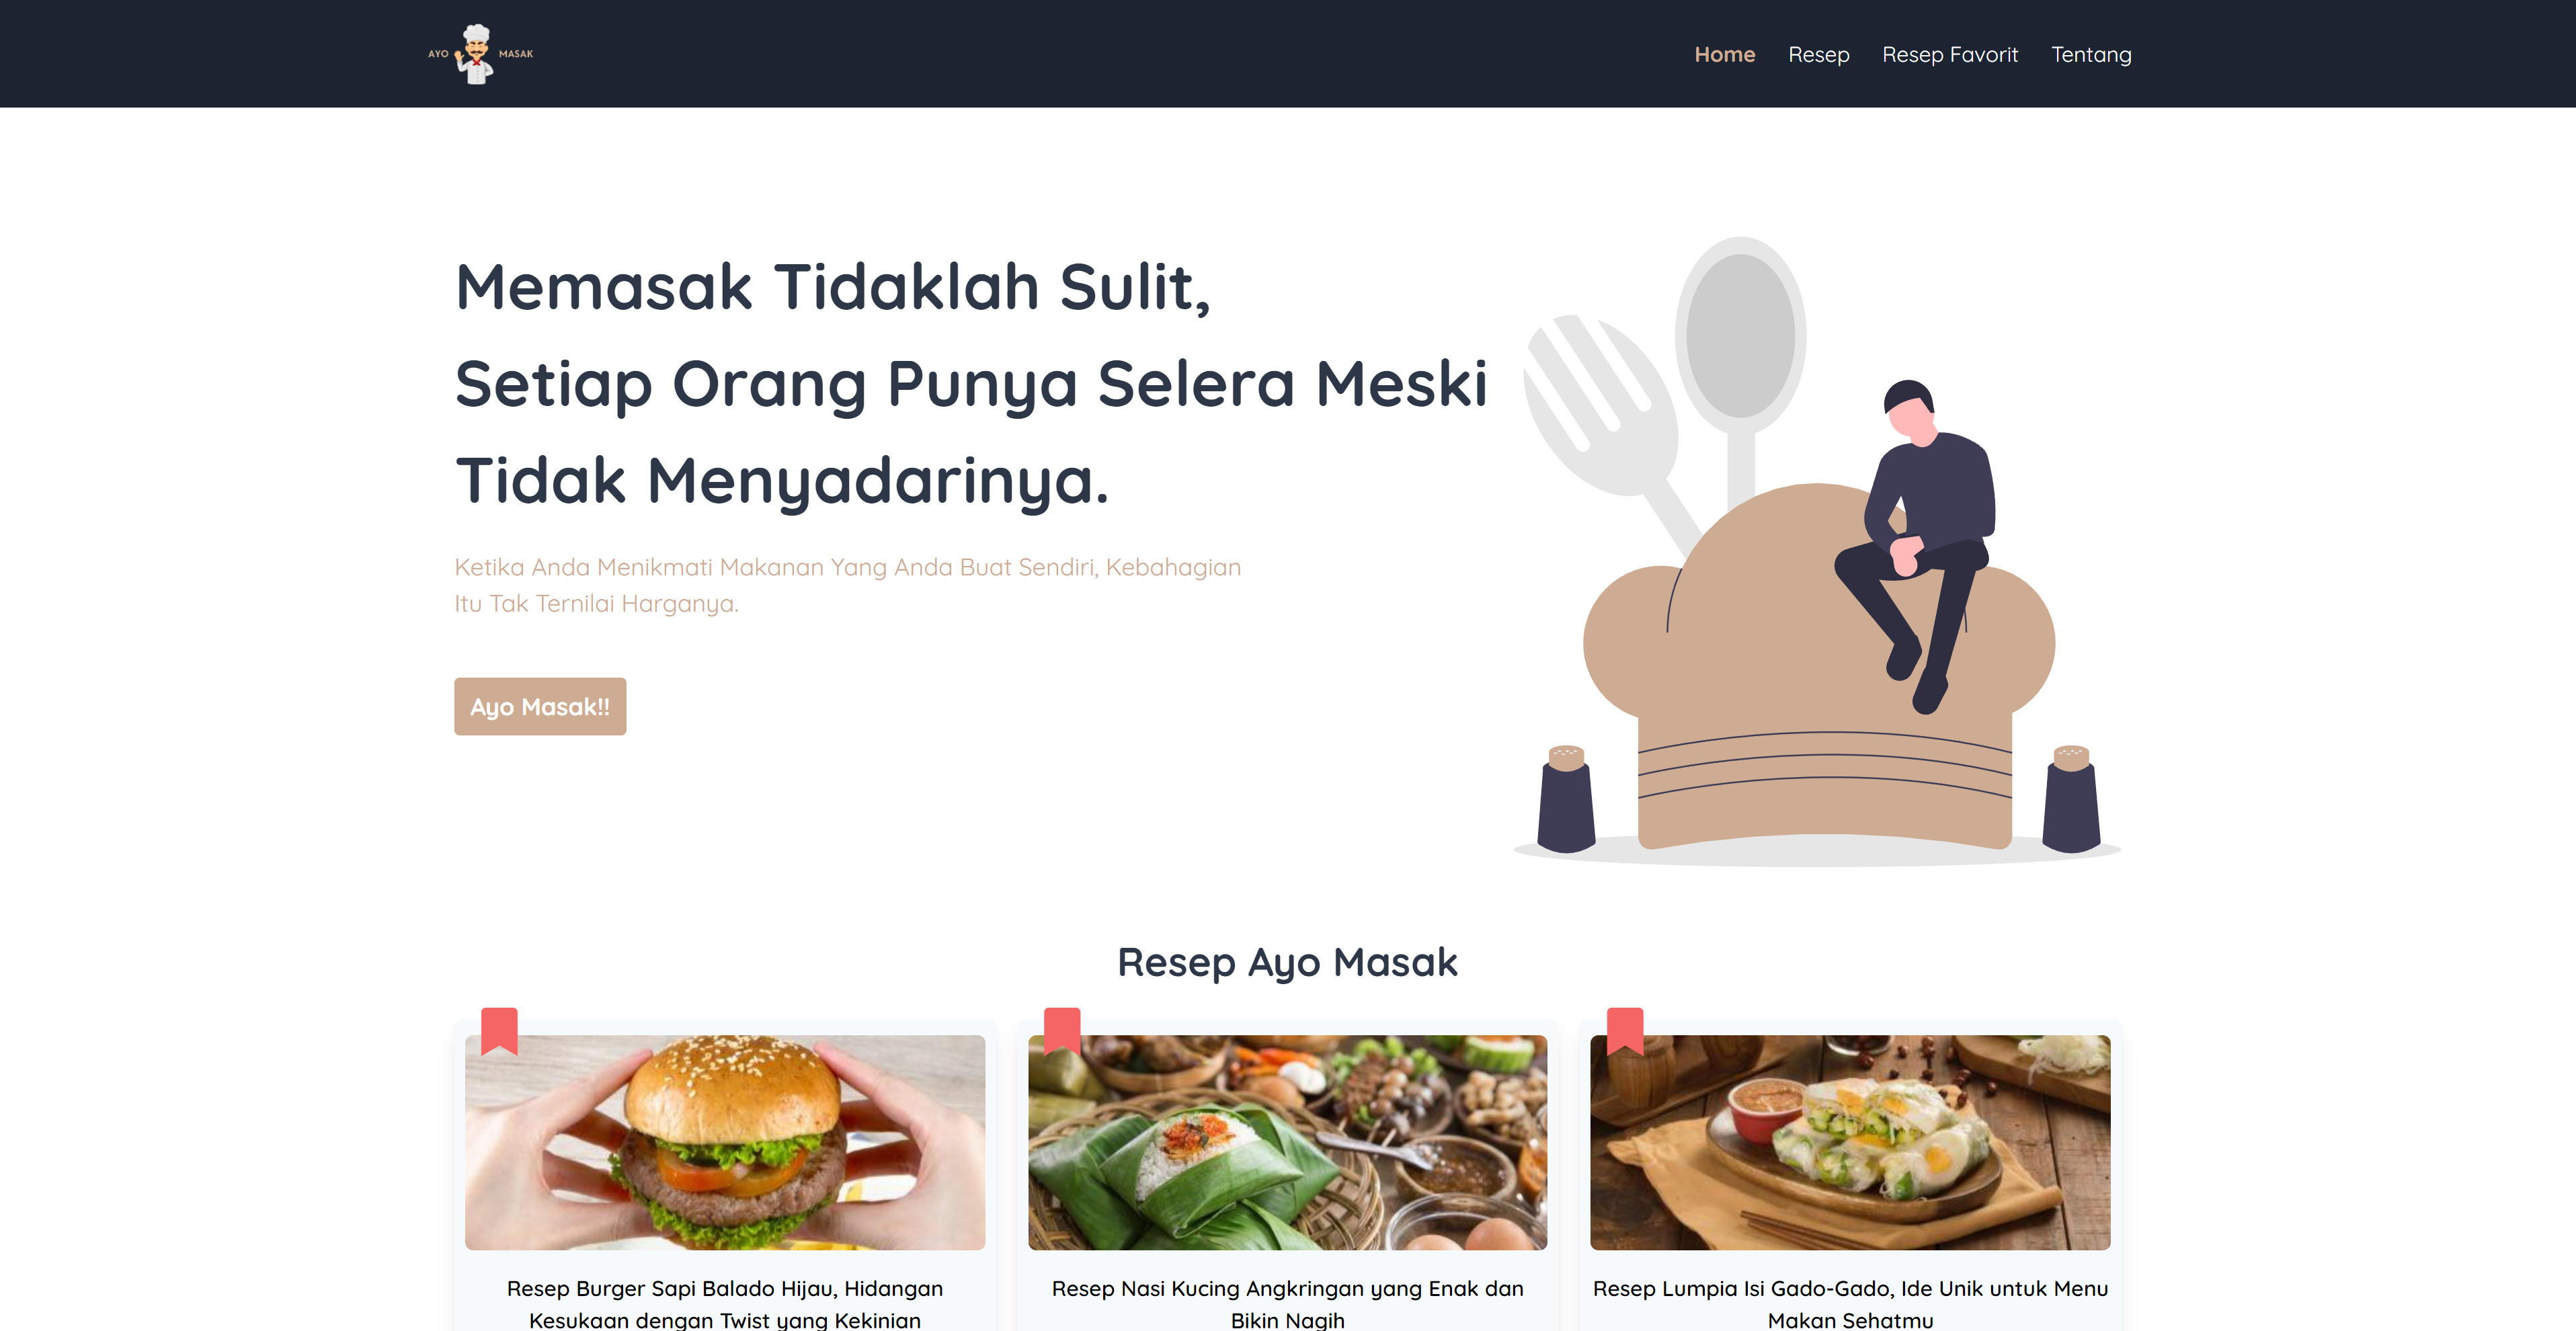 AYO MASAK
Home Resep Resep Favorit Tentang
Memasak Tidaklah Sulit,
Setiap Orang Punya Selera Meski
Tidak Menyadarinya.
Ketika Anda Menikmati Makanan Yang Anda Buat Sendiri, Kebahagian
Itu Tak Ternilai Harganya.
Ayo Masak!!
Resep Ayo Masak
Resep Burger Sapi Balado Hijau, Hidangan
Kesukaan dengan Twist yang Kekinian
Resep Nasi Kucing Angkringan yang Enak dan
Bikin Nagih
Resep Lumpia Isi Gado-Gado, Ide Unik untuk Menu
Makan Sehatmu